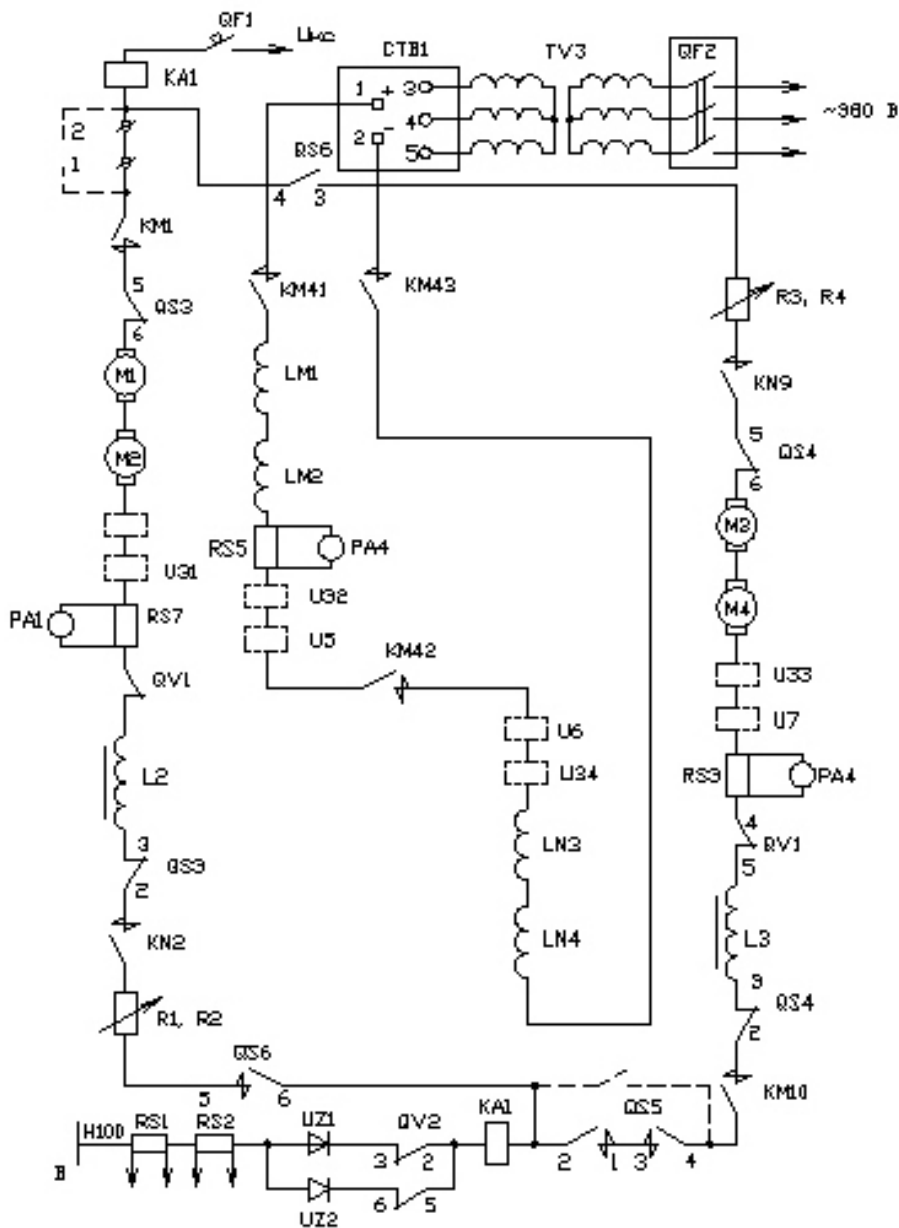 QF1
Uкс
CTB1
TV3
QF2
KA1
1
+
3
2
-
4
5
~380 В
2
1
QS6
4
3
KM1
5
QS3
6
KM41
KM43
R3, R4
M1
LM1
KN9
M2
LM2
5
QS4
6
RS5
PA4
M3
U31
U32
M4
PA1
RS7
U5
KM42
U33
QV1
U6
U7
L2
U34
RS3
PA4
3
QS3
2
LN3
4
QV1
5
KN2
LN4
L3
R1, R2
3
QS4
2
QS6
5
6
KM10
H100
RS1
RS2
UZ1
QV2
KA1
QS5
3
2
2
1
3
4
B
UZ2
6
5